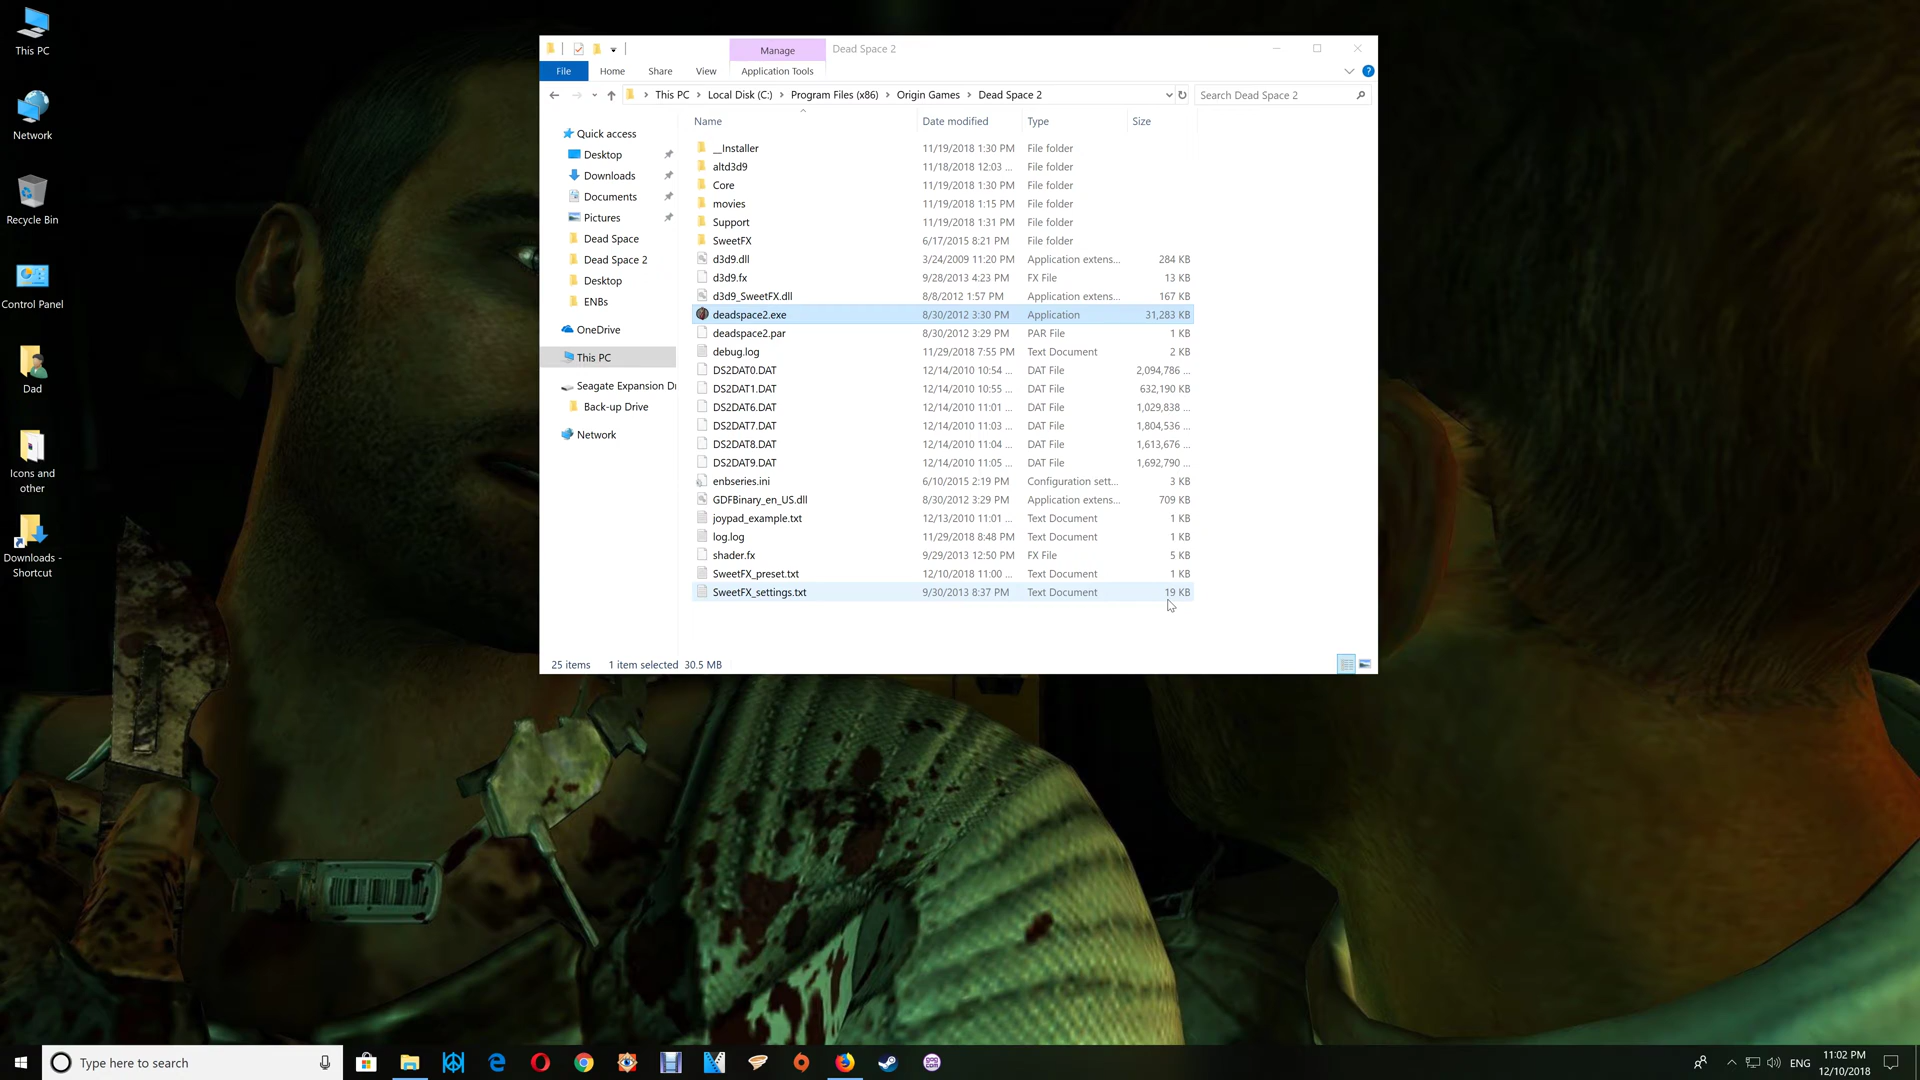 This PC
Network
Recycle Bin
Control Panel
Dad
Icons and
other
Downloads -
Shortcut
Manage
Dead Space 2
File
Home
Share
View
Application Tools
This PC > Local Disk (C:) > Program Files (x86) > Origin Games > Dead Space 2
Search Dead Space 2
Quick access
Desktop
Downloads
Documents
Pictures
Dead Space
Dead Space 2
Desktop
ENBs
OneDrive
This PC
Seagate Expansion Dr
Back-up Drive
Network
Name Date modified Type Size
__Installer 11/19/2018 1:30 PM File folder
altd3d9 11/18/2018 12:03 ... File folder
Core 11/19/2018 1:30 PM File folder
movies 11/19/2018 1:15 PM File folder
Support 11/19/2018 1:31 PM File folder
SweetFX 6/17/2015 8:21 PM File folder
d3d9.dll 3/24/2009 11:20 PM Application extens... 284 KB
d3d9.fx 9/28/2013 4:23 PM FX File 13 KB
d3d9_SweetFX.dll 8/8/2012 1:57 PM Application extens... 167 KB
deadspace2.exe 8/30/2012 3:30 PM Application 31,283 KB
deadspace2.par 8/30/2012 3:29 PM PAR File 1 KB
debug.log 11/29/2018 7:55 PM Text Document 2 KB
DS2DAT0.DAT 12/14/2010 10:54 ... DAT File 2,094,786 ...
DS2DAT1.DAT 12/14/2010 10:55 ... DAT File 632,190 KB
DS2DAT6.DAT 12/14/2010 11:01 ... DAT File 1,029,838 ...
DS2DAT7.DAT 12/14/2010 11:03 ... DAT File 1,804,536 ...
DS2DAT8.DAT 12/14/2010 11:04 ... DAT File 1,613,676 ...
DS2DAT9.DAT 12/14/2010 11:05 ... DAT File 1,692,790 ...
enbseries.ini 6/10/2015 2:19 PM Configuration sett... 3 KB
GDFBinary_en_US.dll 8/30/2012 3:29 PM Application extens... 709 KB
joypad_example.txt 12/13/2010 11:01 ... Text Document 1 KB
log.log 11/29/2018 8:48 PM Text Document 1 KB
shader.fx 9/29/2013 12:50 PM FX File 5 KB
SweetFX_preset.txt 12/10/2018 11:00 ... Text Document 1 KB
SweetFX_settings.txt 9/30/2013 8:37 PM Text Document 19 KB
25 items 1 item selected 30.5 MB
Type here to search
gog
com
ENG
11:02 PM
12/10/2018